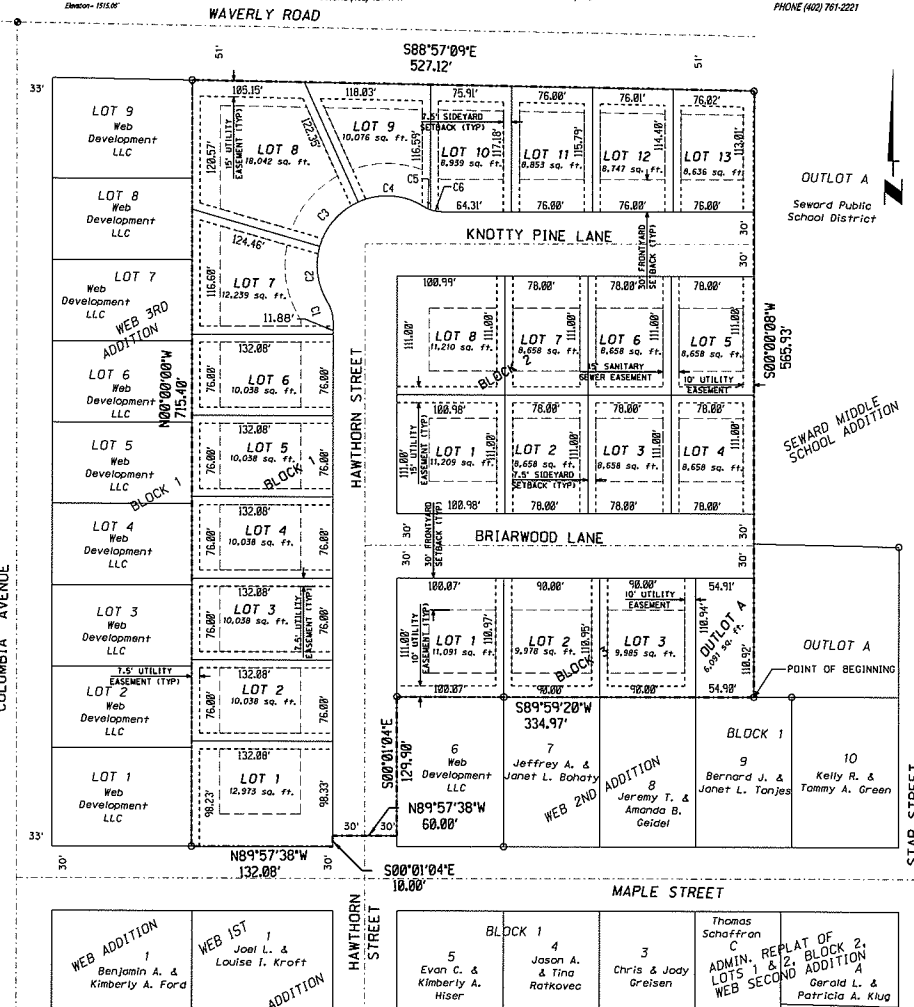 Elevation= 1515.06'
PHONE (402) 761-2221
WAVERLY ROAD
S88°57'09"E
527.12'
51'
51'
33'
LOT 9
Web
Development
LLC
LOT 8
Web
Development
LLC
LOT 7
Web
Development
LLC
WEB 3RD
ADDITION
LOT 6
Web
Development
LLC
LOT 5
Web
Development
LLC
BLOCK 1
LOT 4
Web
Development
LLC
LOT 3
Web
Development
LLC
7.5' UTILITY
EASEMENT (TYP)
LOT 2
Web
Development
LLC
LOT 1
Web
Development
LLC
33'
30'
COLUMBIA AVENUE
N00°00'00"W
715.40'
105.15'
120.57'
15' UTILITY
EASEMENT (TYP)
LOT 8
18,042 sq. ft.
122.35'
118.03'
LOT 9
10,076 sq. ft.
116.59'
75.91'
7.5' SIDEYARD
SETBACK (TYP)
LOT 10
8,939 sq. ft.
117.18'
64.31'
76.00'
LOT 11
8,853 sq. ft.
115.79'
76.00'
76.01'
LOT 12
8,747 sq. ft.
114.40'
76.00'
76.02'
LOT 13
8,636 sq. ft.
113.01'
76.00'
C5
C6
C4
C3
C2
C1
OUTLOT A
Seward Public
School District
Z
124.46'
116.60'
LOT 7
12,239 sq. ft.
11.88'
KNOTTY PINE LANE
30'
30'
30' FRONTYARD
SETBACK (TYP)
132.08'
76.00'
LOT 6
10,038 sq. ft.
76.00'
132.08'
76.00'
LOT 5
10,038 sq. ft.
76.00'
BLOCK 1
132.08'
76.00'
LOT 4
10,038 sq. ft.
76.00'
132.08'
76.00'
LOT 3
10,038 sq. ft.
7.5' UTILITY
EASEMENT (TYP)
76.00'
132.08'
76.00'
LOT 2
10,038 sq. ft.
76.00'
132.08'
98.23'
LOT 1
12,973 sq. ft.
98.33'
HAWTHORN STREET
100.99'
111.00'
LOT 8
11,210 sq. ft.
111.00'
78.00'
LOT 7
8,658 sq. ft.
111.00'
78.00'
LOT 6
8,658 sq. ft.
111.00'
78.00'
LOT 5
8,658 sq. ft.
111.00'
BLOCK 2
15' SANITARY
SEWER EASEMENT
10' UTILITY
EASEMENT
S00°00'08"W
565.93'
SEWARD MIDDLE
SCHOOL ADDITION
100.98'
111.00'
15' UTILITY
EASEMENT (TYP)
LOT 1
11,209 sq. ft.
111.00'
100.98'
78.00'
LOT 2
8,658 sq. ft.
111.00'
7.5' SIDEYARD
SETBACK (TYP)
78.00'
78.00'
LOT 3
8,658 sq. ft.
111.00'
78.00'
78.00'
LOT 4
8,658 sq. ft.
111.00'
78.00'
30'
30'
30' FRONTYARD
SETBACK (TYP)
BRIARWOOD LANE
30'
30'
100.07'
111.00'
10' UTILITY
EASEMENT (TYP)
LOT 1
11,091 sq. ft.
110.97'
100.07'
90.00'
LOT 2
9,978 sq. ft.
110.95'
90.00'
90.00'
10' UTILITY
EASEMENT
LOT 3
9,985 sq. ft.
90.00'
BLOCK
54.91'
110.94'
OUTLOT A
6,091 sq. ft.
110.92'
54.90'
OUTLOT A
POINT OF BEGINNING
S89°59'20"W
334.97'
S00°01'04"E
129.90'
6
Web
Development
LLC
7
Jeffrey A. &
Janet L. Bohaty
WEB 2ND ADDITION
8
Jeremy T. &
Amanda B.
Geidel
BLOCK 1
9
Bernard J. &
Janet L. Tonjes
10
Kelly R. &
Tammy A. Green
STAR STREET
30'
30'
N89°57'38"W
60.00'
N89°57'38"W
132.08'
30'
S00°01'04"E
10.00'
MAPLE STREET
WEB ADDITION
1
Benjamin A. &
Kimberly A. Ford
WEB 1ST
ADDITION
1
Joel L. &
Louise I. Kroft
HAWTHORN
STREET
BLOCK 1
5
Evan C. &
Kimberly A.
Hiser
4
Jason A.
& Tina
Ratkovec
3
Chris & Jody
Greisen
Thomas
Schaffran
C
ADMIN. REPLAT OF
LOTS 1 & 2, BLOCK 2,
WEB SECOND ADDITION
A
Gerald L. &
Patricia A. Klug